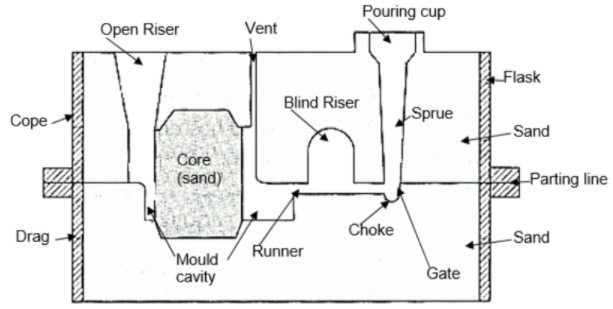 Pouring cup
Open Riser
Vent
Flask
Blind Riser
Sprue
Cope
Sand
Core
(sand)
Parting line
Drag
Choke
Sand
Mould
cavity
Runner
Gate